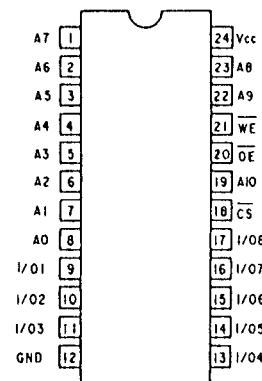 A7 1 24 Vcc
A6 2 23 A8
A5 3 22 A9
A4 4 21 WE
A3 5 20 OE
A2 6 19 A10
A1 7 18 CS
A0 8 17 I/O8
I/O1 9 16 I/O7
I/O2 10 15 I/O6
I/O3 11 14 I/O5
GND 12 13 I/O4